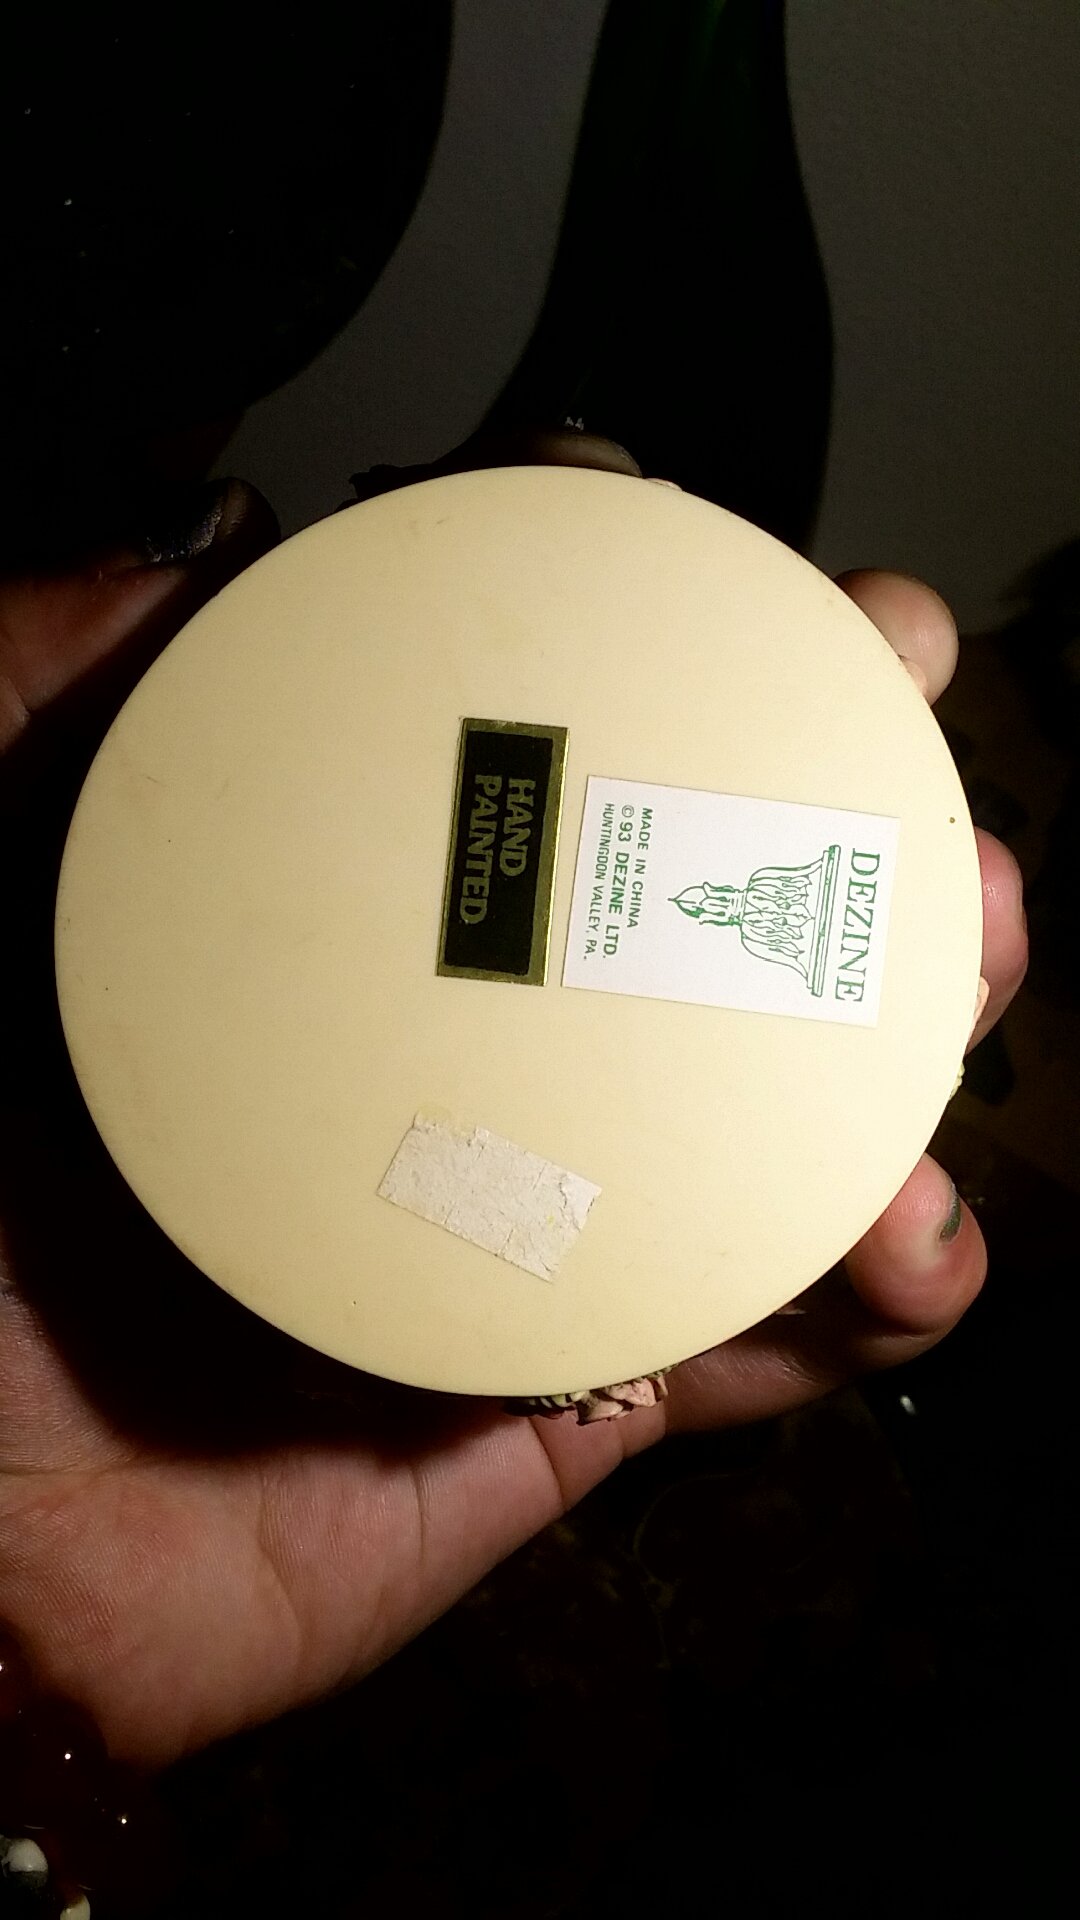 DEZINE
MADE IN CHINA
© 93 DEZINE LTD.
HUNTINGDON VALLEY, PA.
HAND
PAINTED